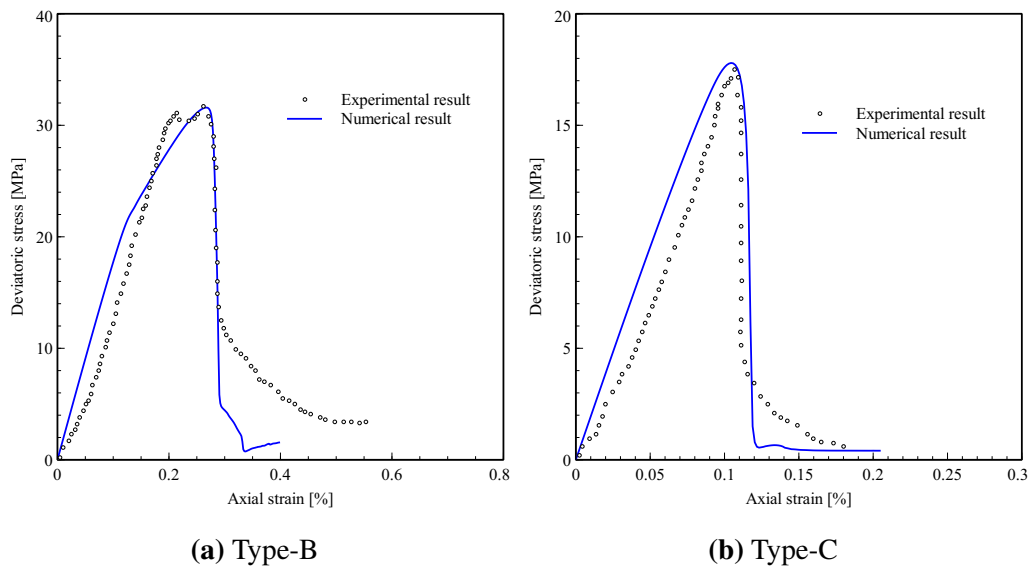 40
30
20
10
0
Deviatoric stress [MPa]
Experimental result
Numerical result
0
0.2
0.4
0.6
0.8
Axial strain [%]
(a) Type-B
20
15
10
5
0
Deviatoric stress [MPa]
Experimental result
Numerical result
0
0.05
0.1
0.15
0.2
0.25
0.3
Axial strain [%]
(b) Type-C